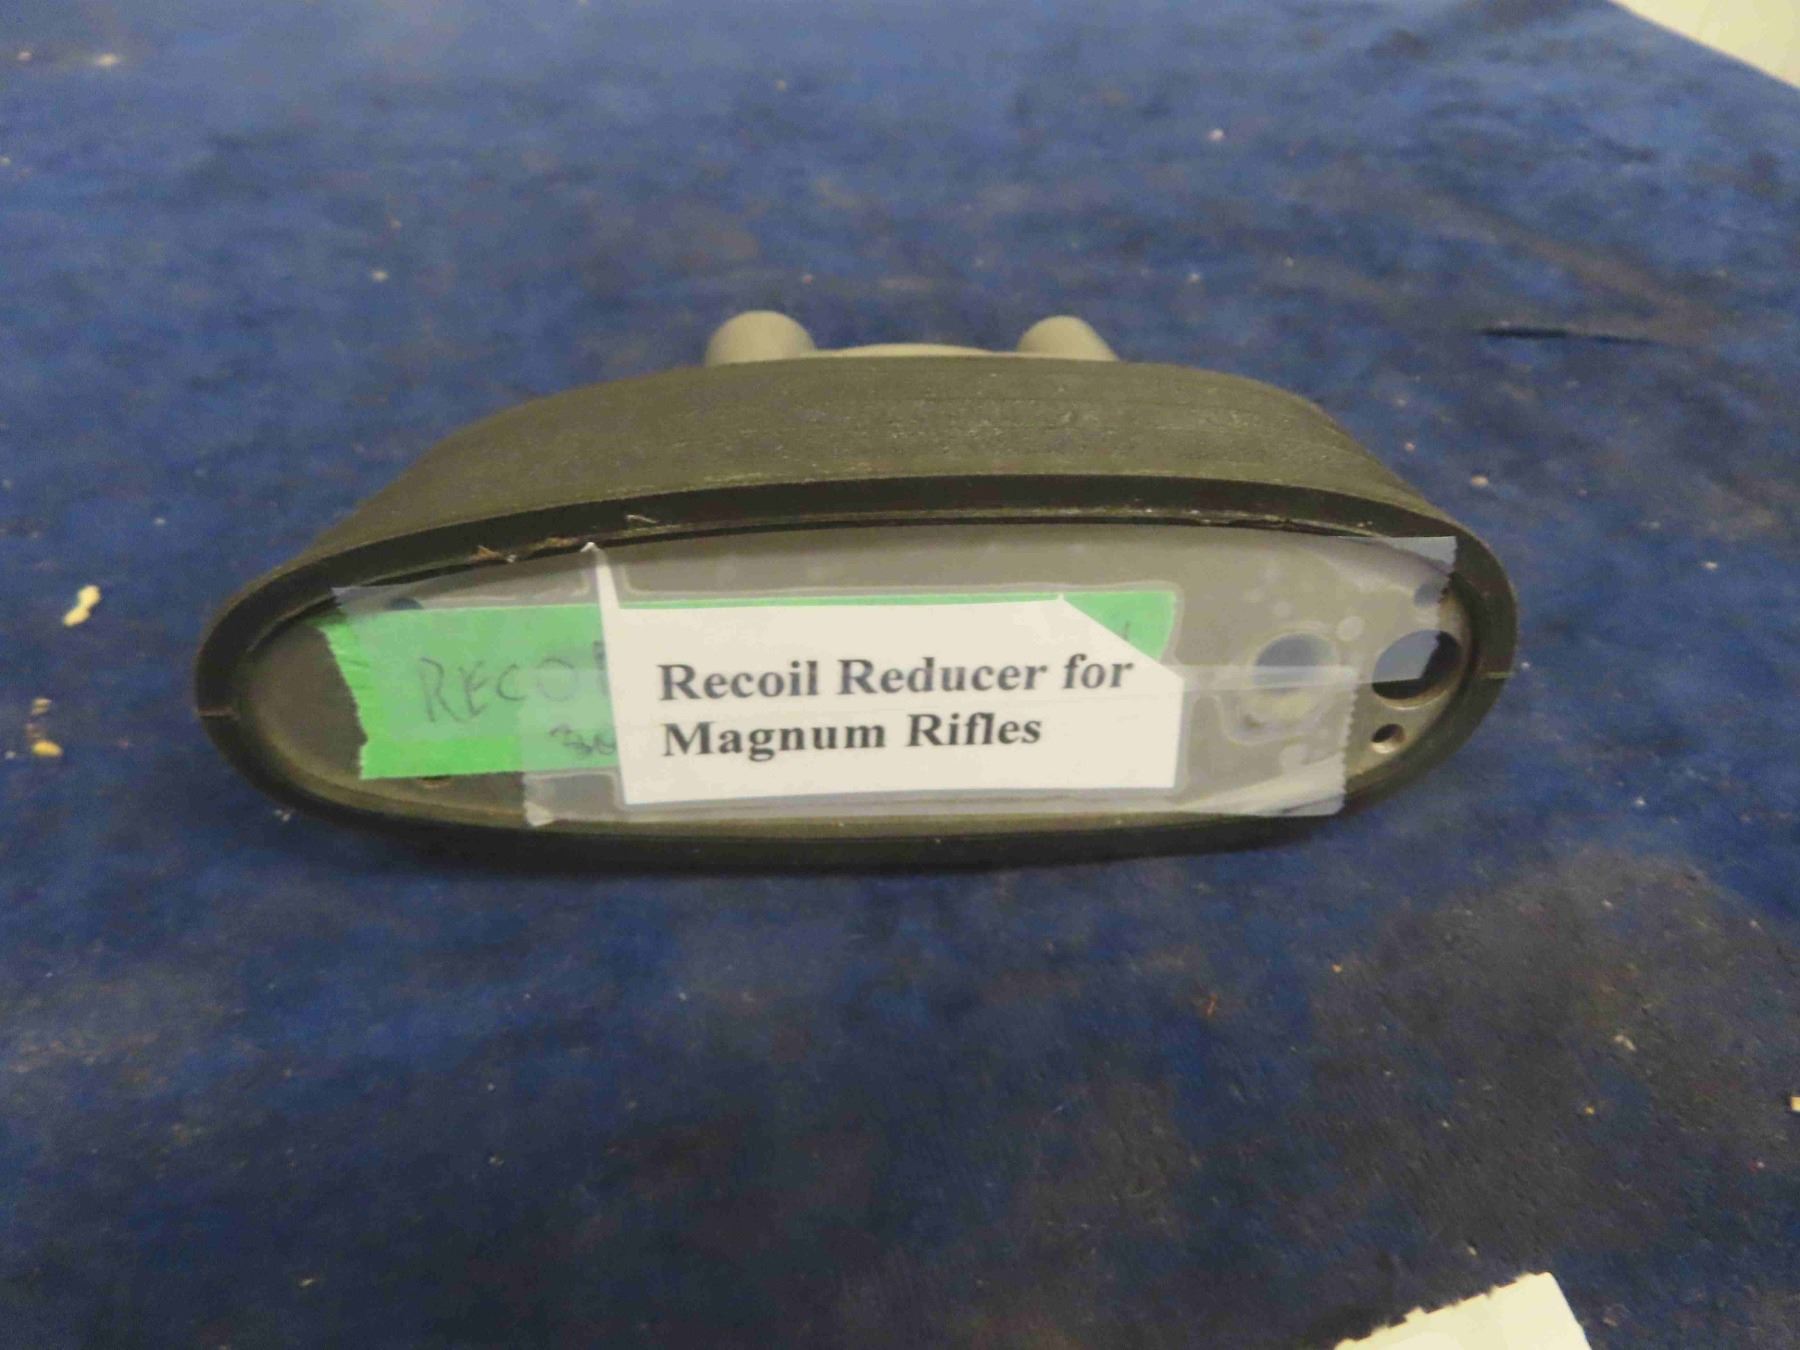 Recoil Reducer for
Magnum Rifles